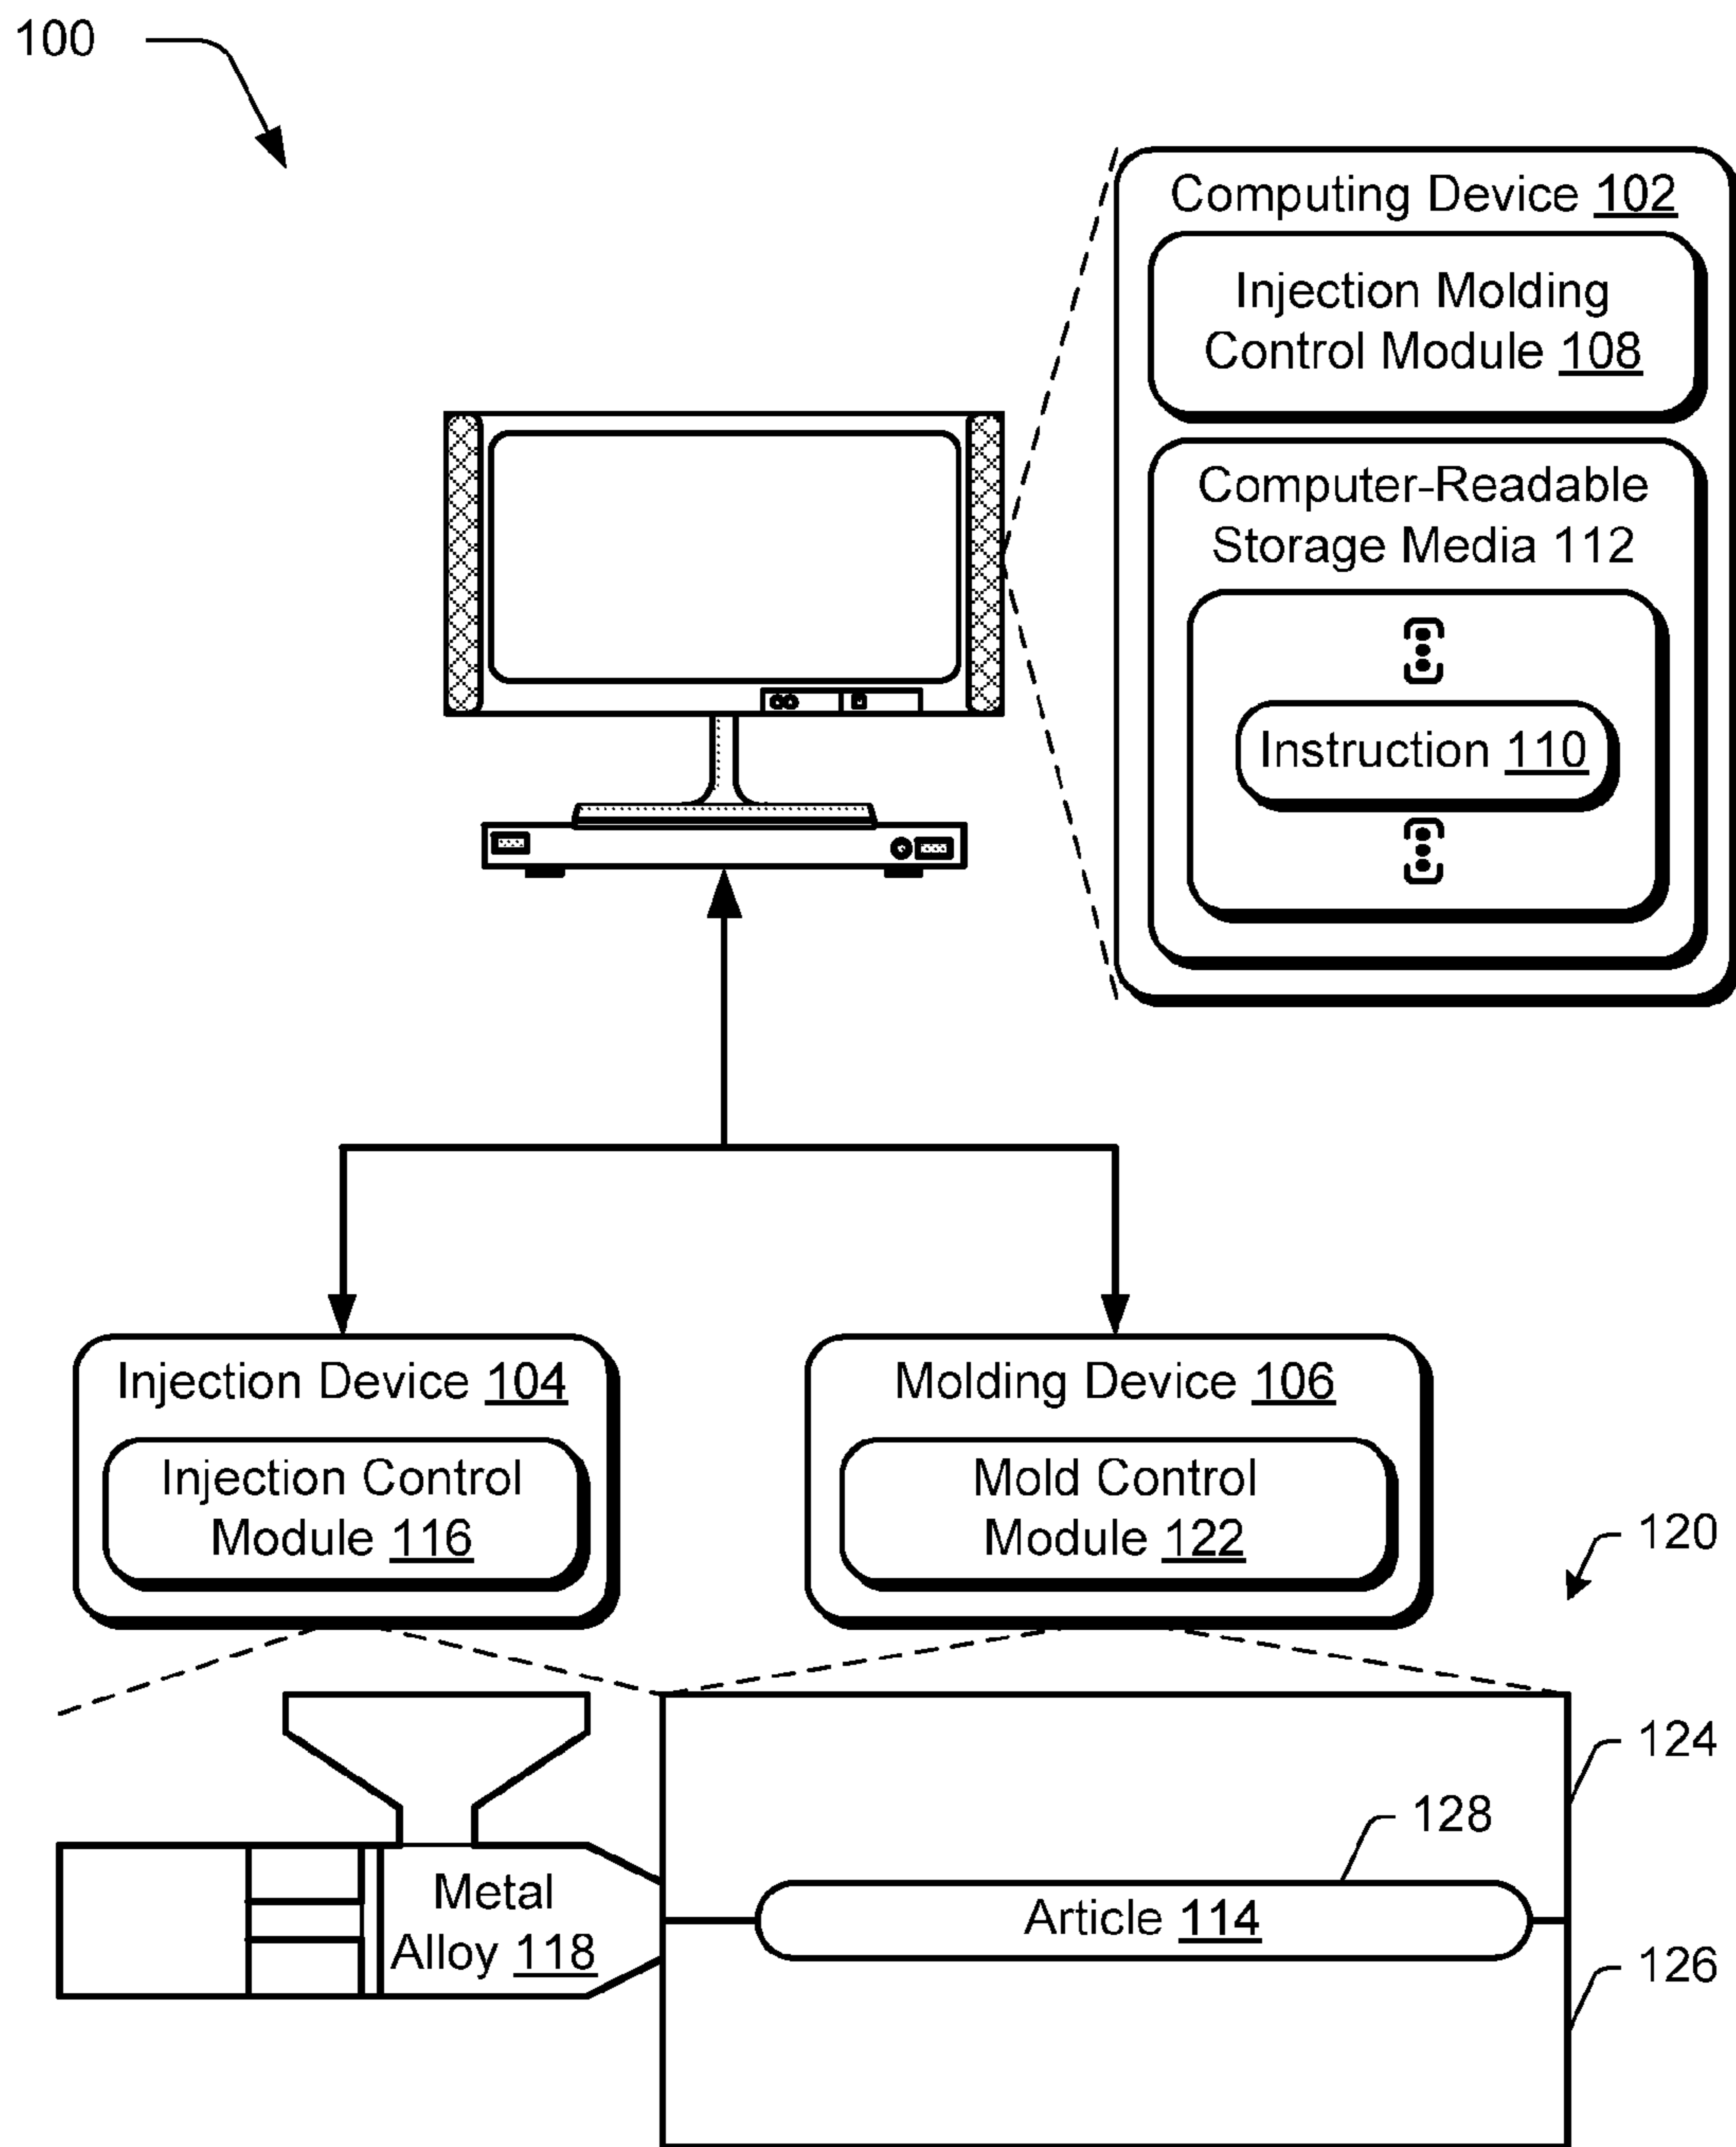 100
Computing Device 102
Injection Molding
Control Module 108
Computer-Readable
Storage Media 112
Instruction 110
Injection Device 104
Injection Control
Module 116
Molding Device 106
Mold Control
Module 122
120
124
128
Metal
Alloy 118
Article 114
126